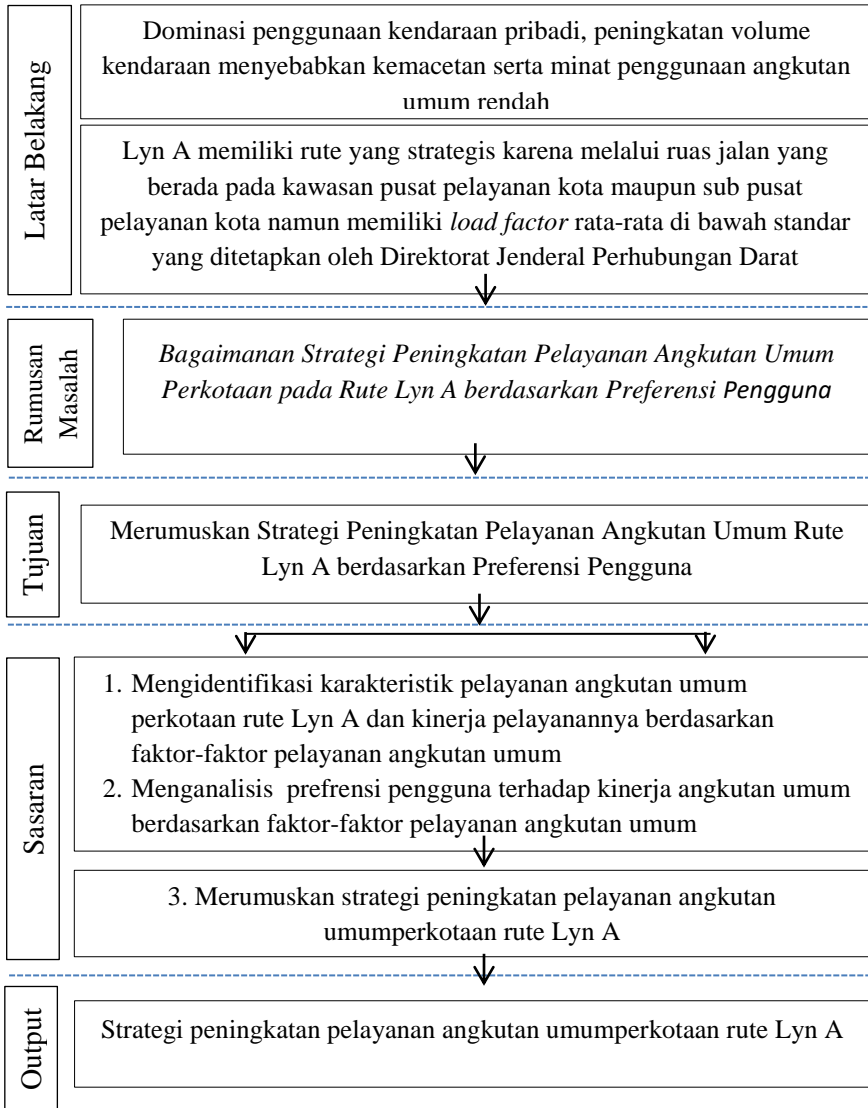 Latar Belakang
Dominasi penggunaan kendaraan pribadi, peningkatan volume
kendaraan menyebabkan kemacetan serta minat penggunaan angkutan
umum rendah
Lyn A memiliki rute yang strategis karena melalui ruas jalan yang
berada pada kawasan pusat pelayanan kota maupun sub pusat
pelayanan kota namun memiliki load factor rata-rata di bawah standar
yang ditetapkan oleh Direktorat Jenderal Perhubungan Darat
Rumusan
Masalah
Bagaimanan Strategi Peningkatan Pelayanan Angkutan Umum
Perkotaan pada Rute Lyn A berdasarkan Preferensi Pengguna
Tujuan
Merumuskan Strategi Peningkatan Pelayanan Angkutan Umum Rute
Lyn A berdasarkan Preferensi Pengguna
Sasaran
1. Mengidentifikasi karakteristik pelayanan angkutan umum
perkotaan rute Lyn A dan kinerja pelayanannya berdasarkan
faktor-faktor pelayanan angkutan umum
2. Menganalisis prefrensi pengguna terhadap kinerja angkutan umum
berdasarkan faktor-faktor pelayanan angkutan umum
3. Merumuskan strategi peningkatan pelayanan angkutan
umumperkotaan rute Lyn A
Output
Strategi peningkatan pelayanan angkutan umumperkotaan rute Lyn A